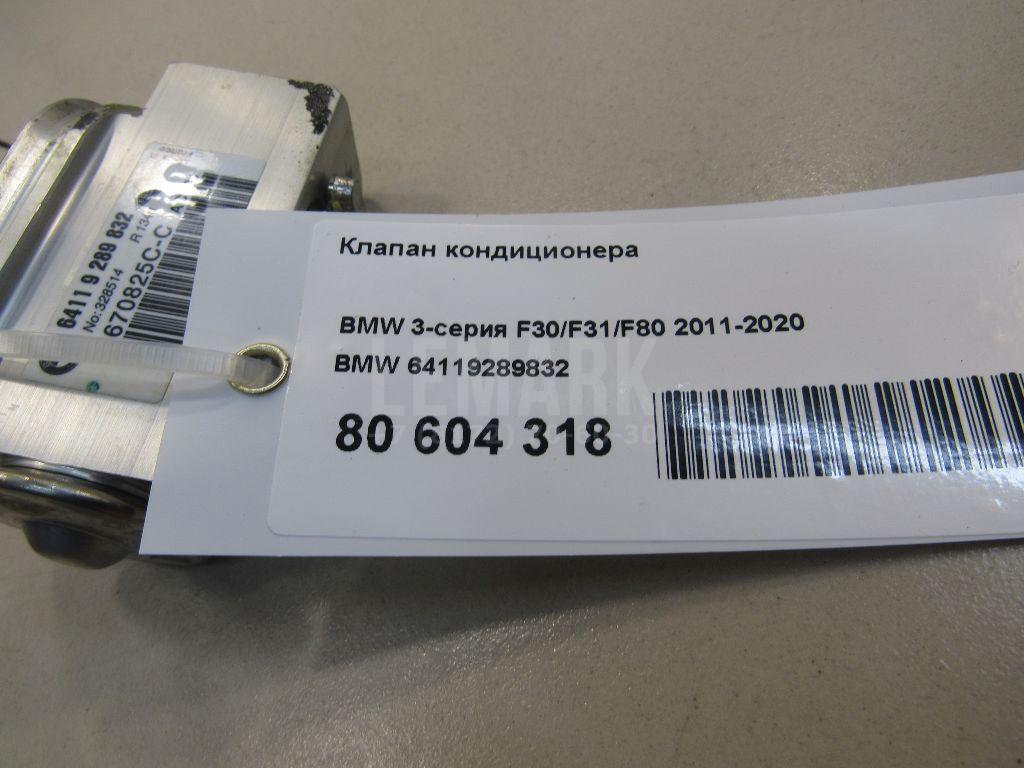 6411 9 289 832
No:328514
670825C-C
Клапан кондиционера
BMW 3-серия F30/F31/F80 2011-2020
BMW 64119289832
80 604 318
LEMARK